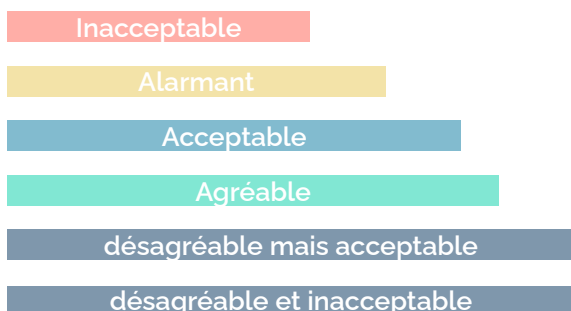 Inacceptable
Alarmant
Acceptable
Agréable
désagréable mais acceptable
désagréable et inacceptable